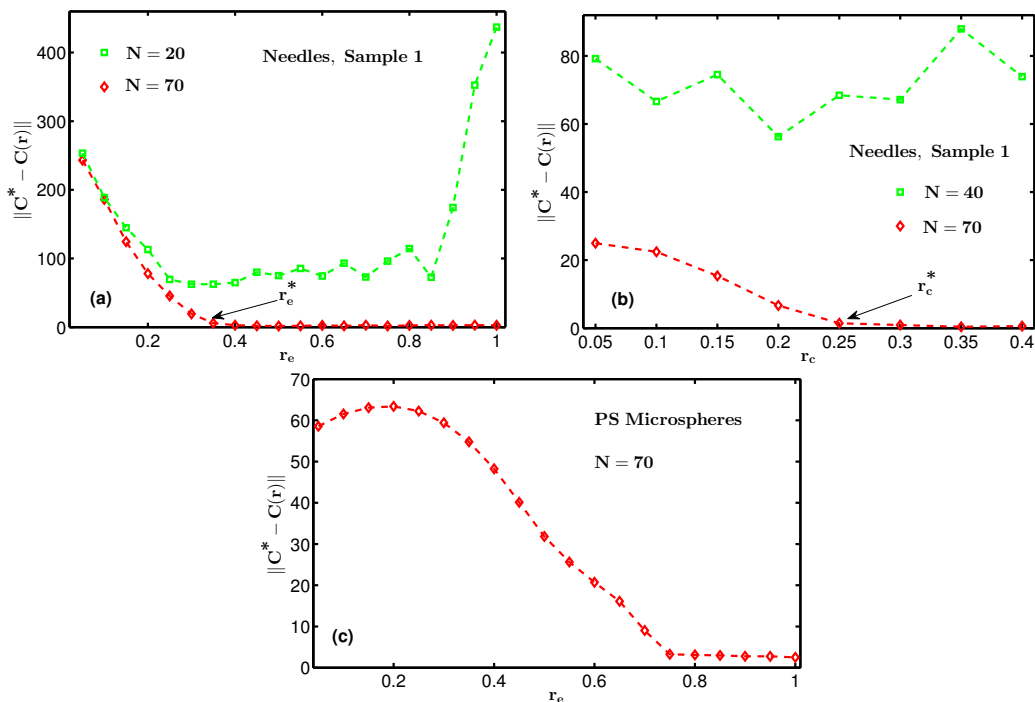 400
300
200
100
0
‖C* − C(r)‖
N = 20
N = 70
Needles, Sample 1
(a)
r_e*
0.2
0.4
0.6
0.8
1
r_e
80
60
40
20
0
‖C* − C(r)‖
Needles, Sample 1
N = 40
N = 70
(b)
r_c*
0.05
0.1
0.15
0.2
0.25
0.3
0.35
0.4
r_c
70
60
50
40
30
20
10
0
‖C* − C(r)‖
PS Microspheres
N = 70
(c)
0.2
0.4
0.6
0.8
1
r_e